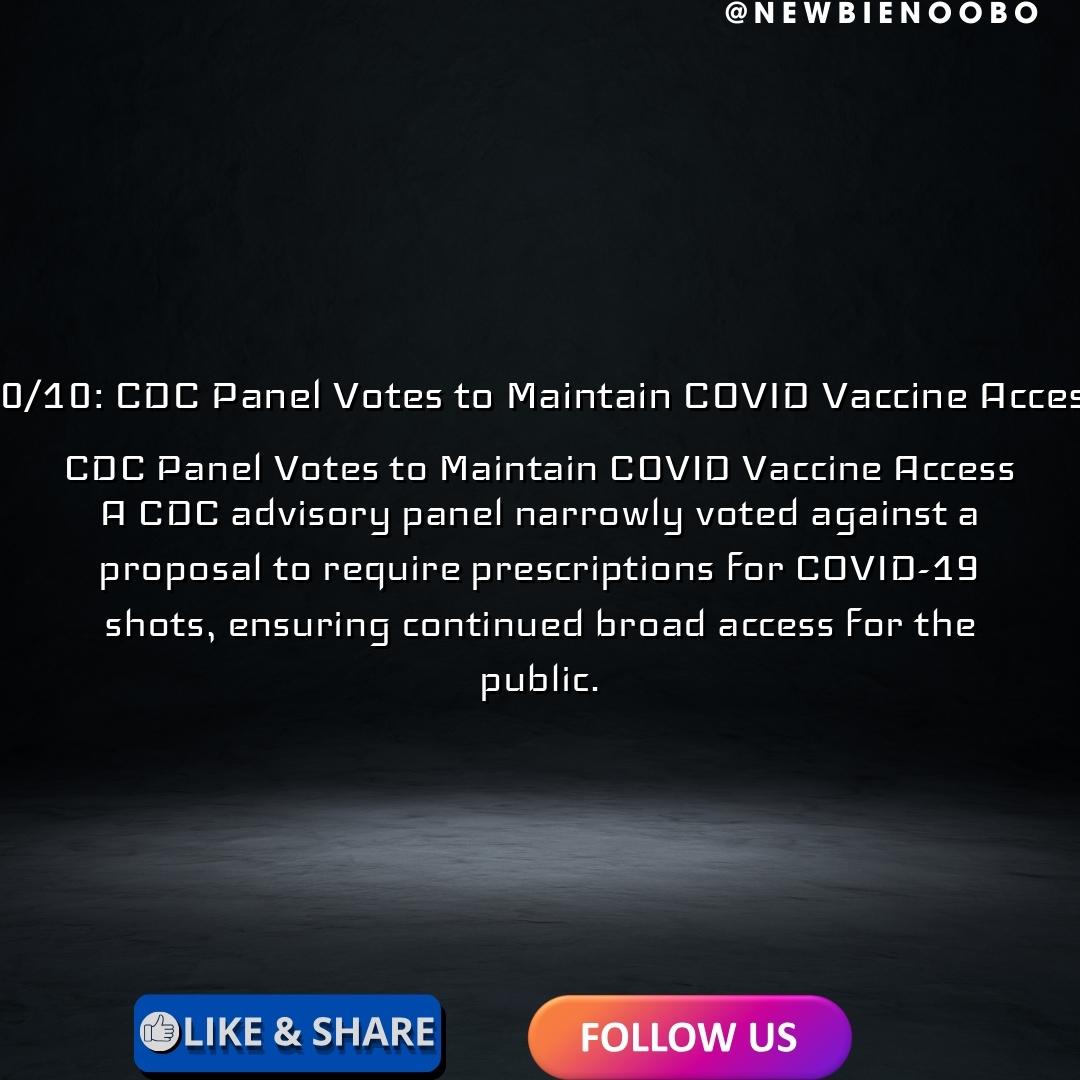 @NEWBIENOOBO
0/10: CDC Panel Votes to Maintain COVID Vaccine Acces
CDC Panel Votes to Maintain COVID Vaccine Access
A CDC advisory panel narrowly voted against a
proposal to require prescriptions for COVID-19
shots, ensuring continued broad access for the
public.
LIKE & SHARE
FOLLOW US